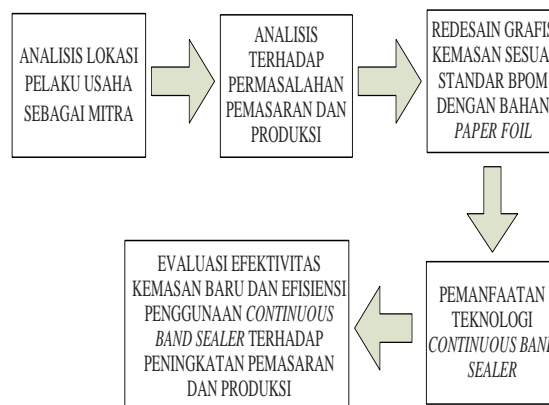 ANALISIS LOKASI
PELAKU USAHA
SEBAGAI MITRA
ANALISIS
TERHADAP
PERMASALAHAN
PEMASARAN DAN
PRODUKSI
REDESAIN GRAFIS
KEMASAN SESUA
STANDAR BPOM
DENGAN BAHAN
PAPER FOIL
PEMANFAATAN
TEKNOLOGI
CONTINUOUS BAND
SEALER
EVALUASI EFEKTIVITAS
KEMASAN BARU DAN EFISIENSI
PENGGUNAAN CONTINUOUS
BAND SEALER TERHADAP
PENINGKATAN PEMASARAN
DAN PRODUKSI